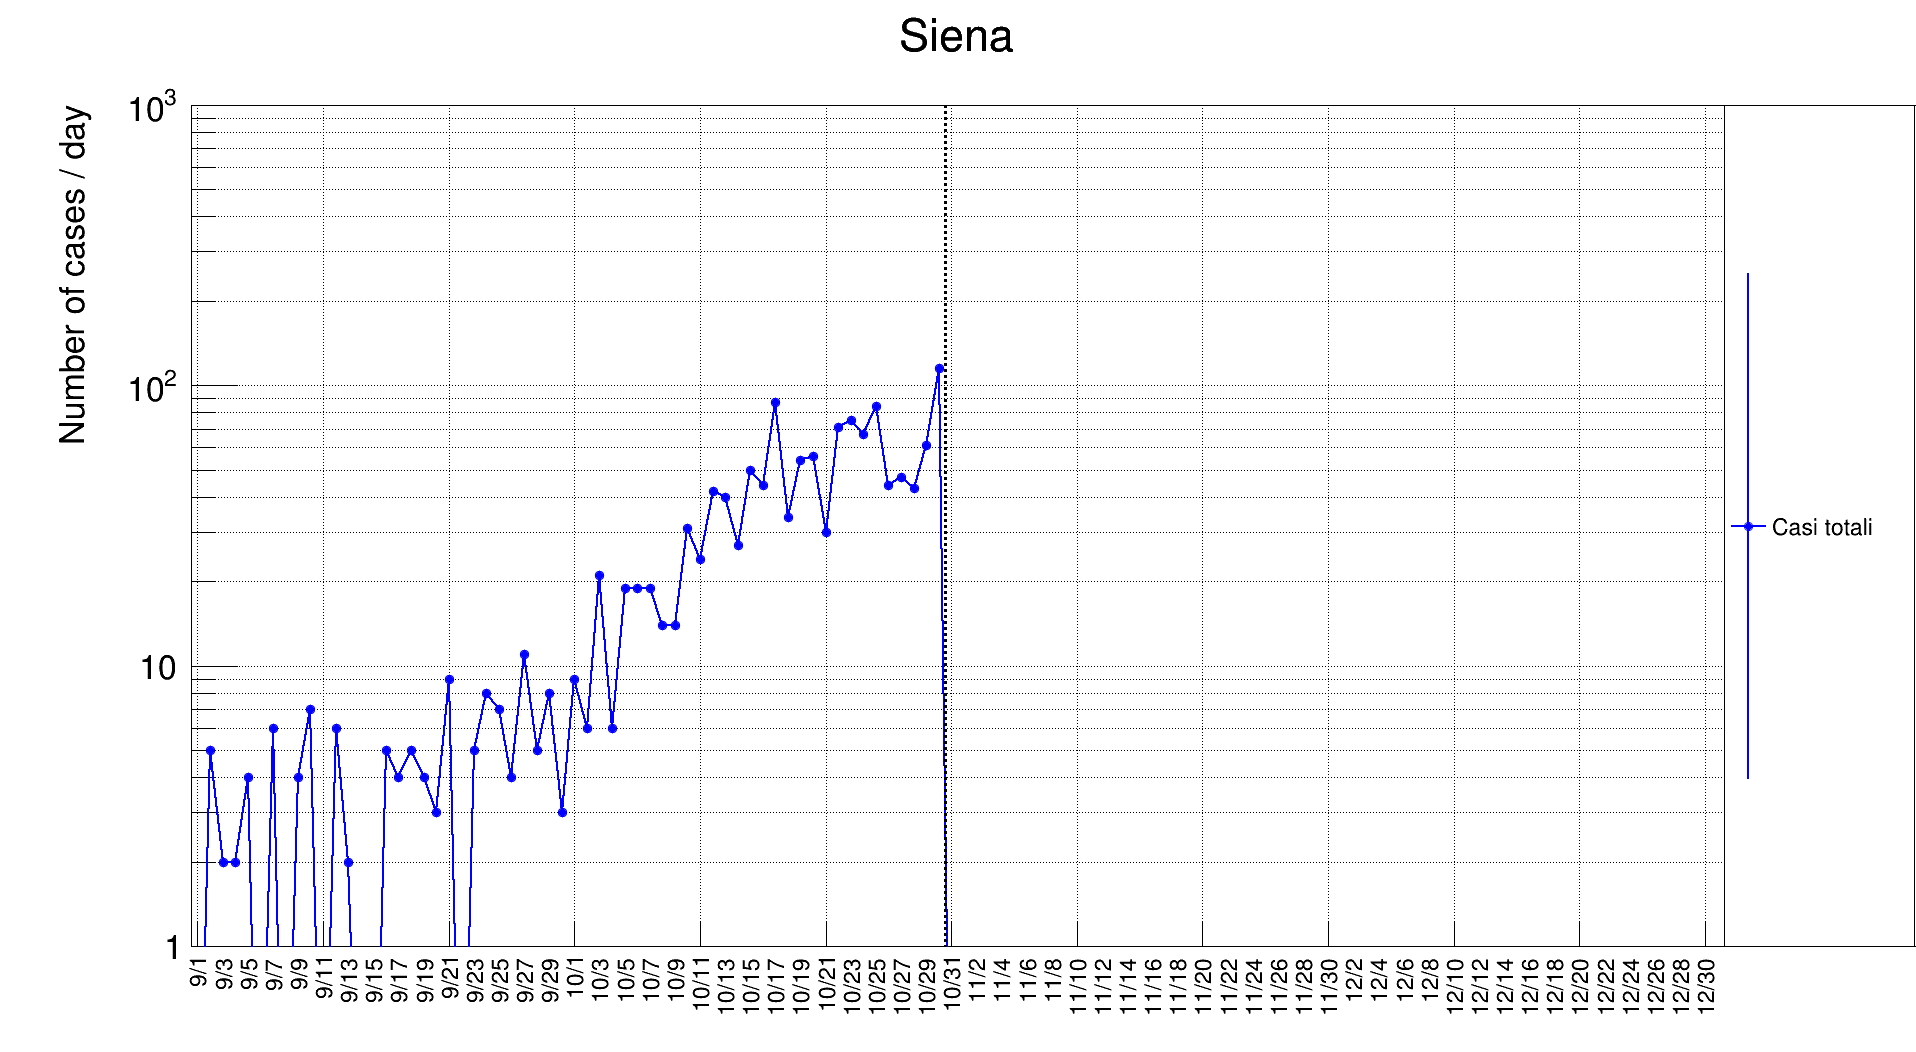 Siena
Number of cases / day
10³
10²
10
1
Casi totali
9/1 9/3 9/5 9/7 9/9 9/11 9/13 9/15 9/17 9/19 9/21 9/23 9/25 9/27 9/29 10/1 10/3 10/5 10/7 10/9 10/11 10/13 10/15 10/17 10/19 10/21 10/23 10/25 10/27 10/29 10/31 11/2 11/4 11/6 11/8 11/10 11/12 11/14 11/16 11/18 11/20 11/22 11/24 11/26 11/28 11/30 12/2 12/4 12/6 12/8 12/10 12/12 12/14 12/16 12/18 12/20 12/22 12/24 12/26 12/28 12/30